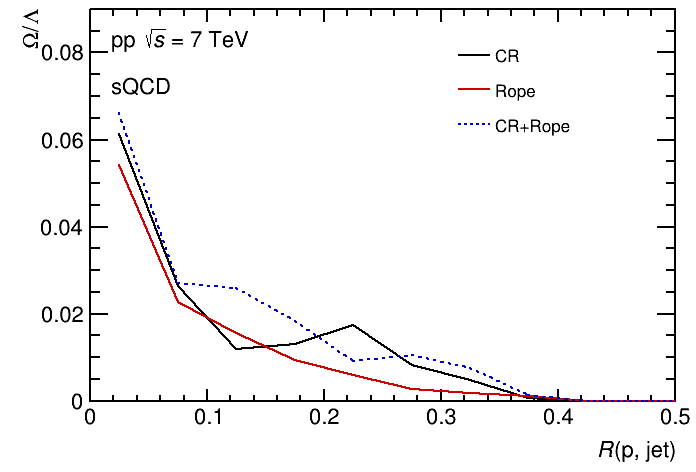 Ω/Λ
pp √s = 7 TeV
sQCD
CR
Rope
CR+Rope
0.08
0.06
0.04
0.02
0
0 0.1 0.2 0.3 0.4 0.5
R(p, jet)